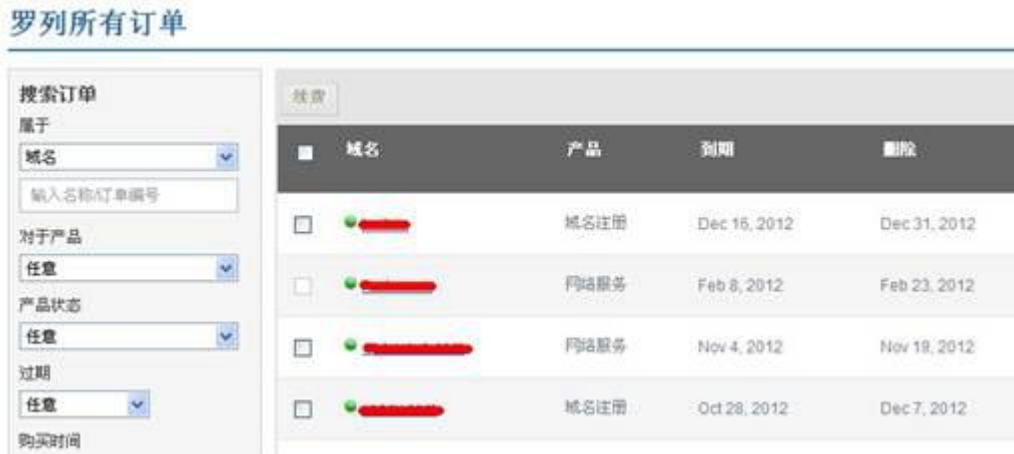 罗列所有订单
搜索订单
属于
域名
输入名称/订单编号
对于产品
任意
产品状态
任意
过期
任意
购买时间
续费
域名 产品 到期 删除
域名注册 Dec 16, 2012 Dec 31, 2012
网络服务 Feb 8, 2012 Feb 23, 2012
网络服务 Nov 4, 2012 Nov 19, 2012
域名注册 Oct 28, 2012 Dec 7, 2012